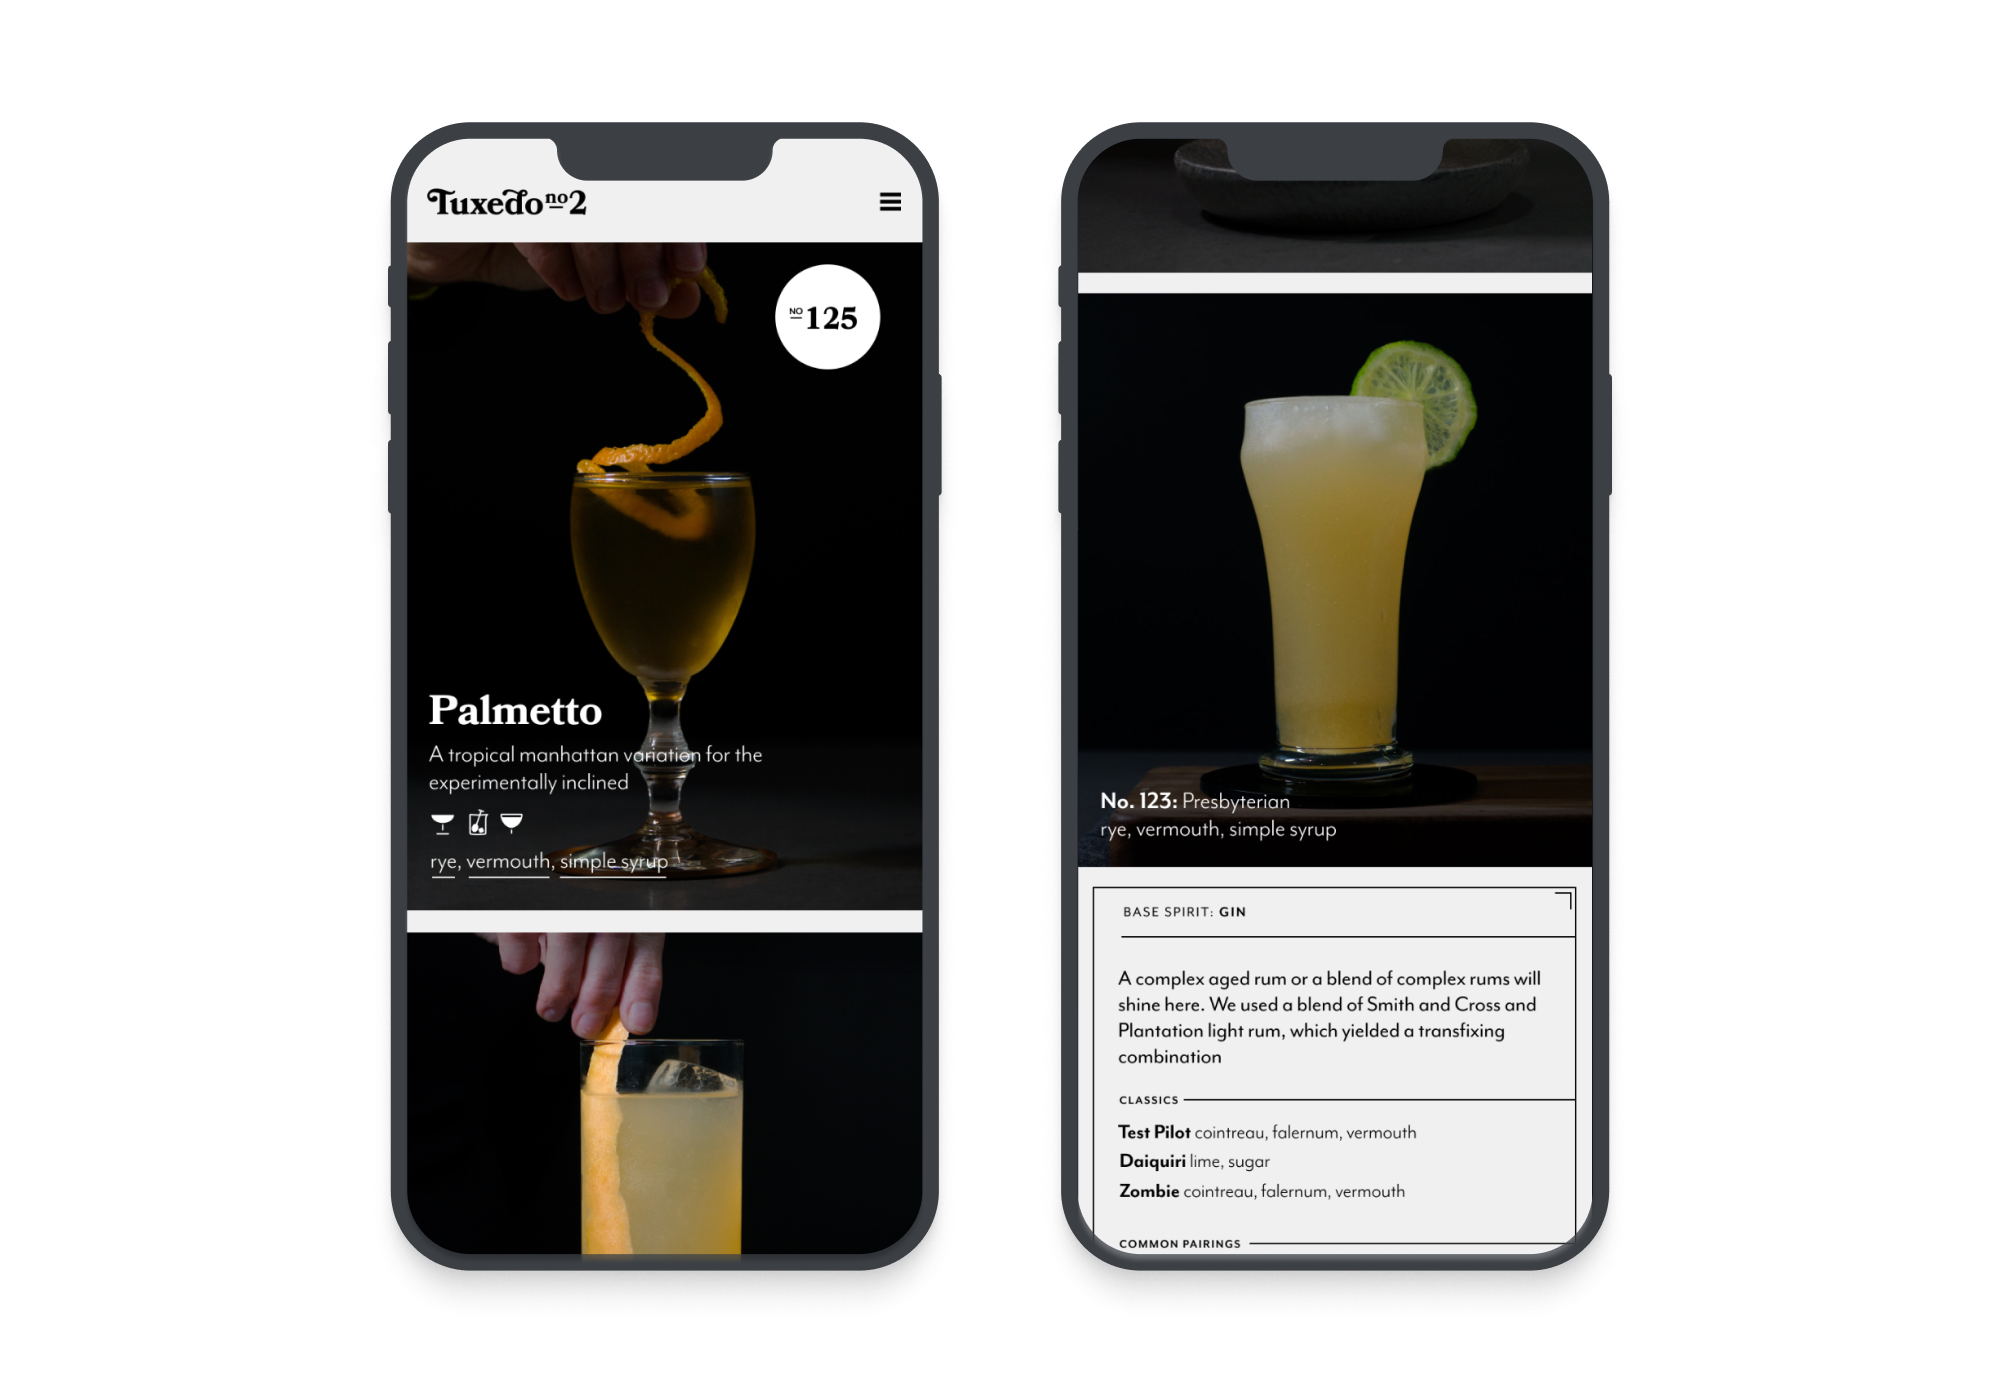 Tuxedo no2
NO 125
Palmetto
A tropical manhattan variation for the
experimentally inclined
rye, vermouth, simple syrup
No. 123: Presbyterian
rye, vermouth, simple syrup
BASE SPIRIT: GIN
A complex aged rum or a blend of complex rums will
shine here. We used a blend of Smith and Cross and
Plantation light rum, which yielded a transfixing
combination
CLASSICS
Test Pilot cointreau, falernum, vermouth
Daiquiri lime, sugar
Zombie cointreau, falernum, vermouth
COMMON PAIRINGS